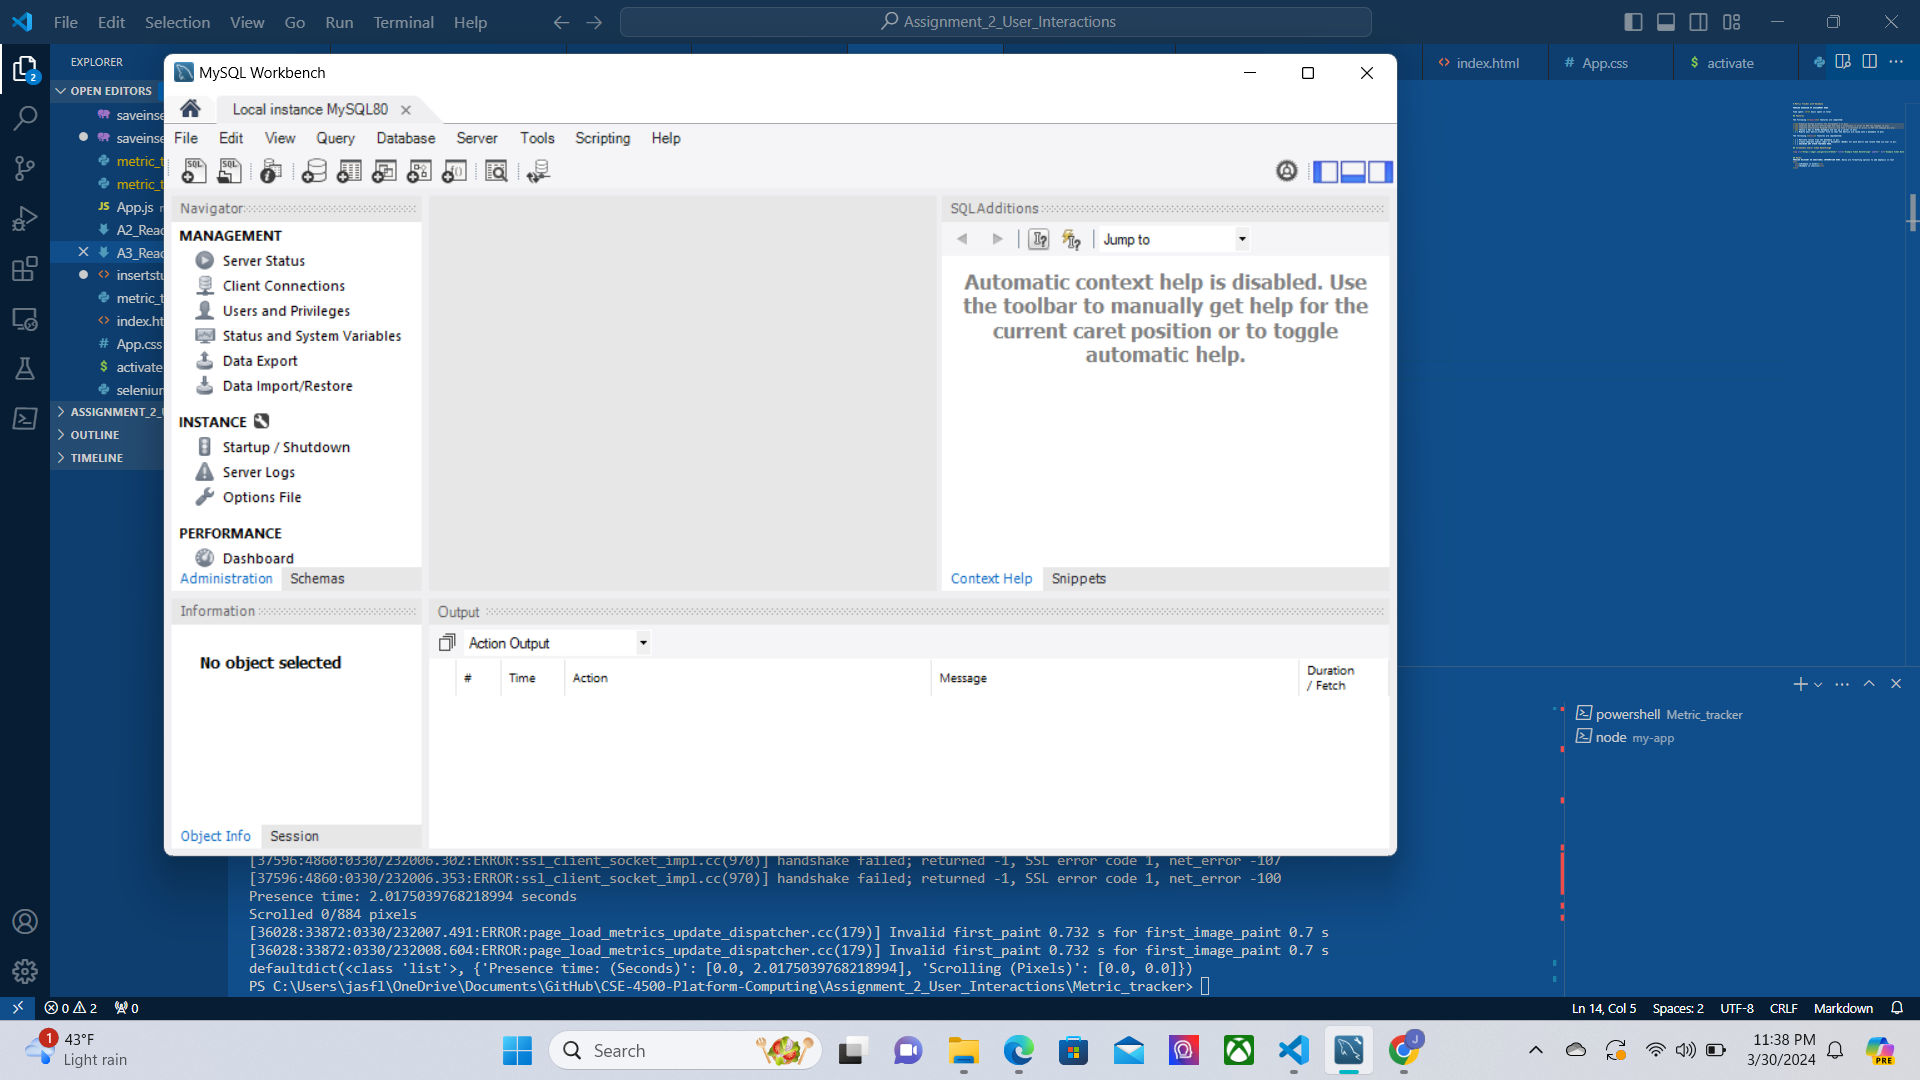 File Edit Selection View Go Run Terminal Help
Assignment_2_User_Interactions
EXPLORER
index.html
App.css
activate
OPEN EDITORS
saveinse
saveinse
metric_t
metric_t
App.js
A2_Read
A3_Read
insertstu
metric_t
index.ht
App.css
activate
seleniun
ASSIGNMENT_2_U
OUTLINE
TIMELINE
2
MySQL Workbench
Local instance MySQL80
File Edit View Query Database Server Tools Scripting Help
Navigator
MANAGEMENT
Server Status
Client Connections
Users and Privileges
Status and System Variables
Data Export
Data Import/Restore
INSTANCE
Startup / Shutdown
Server Logs
Options File
PERFORMANCE
Dashboard
Administration Schemas
SQLAdditions
Jump to
Automatic context help is disabled. Use
the toolbar to manually get help for the
current caret position or to toggle
automatic help.
Context Help Snippets
Information
No object selected
Object Info Session
Output
Action Output
# Time Action Message Duration / Fetch
powershell Metric_tracker
node my-app
[37596:4860:0330/232006.302:ERROR:ssl_client_socket_impl.cc(970)] handshake failed; returned -1, SSL error code 1, net_error -107
[37596:4860:0330/232006.353:ERROR:ssl_client_socket_impl.cc(970)] handshake failed; returned -1, SSL error code 1, net_error -100
Presence time: 2.0175039768218994 seconds
Scrolled 0/884 pixels
[36028:33872:0330/232007.491:ERROR:page_load_metrics_update_dispatcher.cc(179)] Invalid first_paint 0.732 s for first_image_paint 0.7 s
[36028:33872:0330/232008.604:ERROR:page_load_metrics_update_dispatcher.cc(179)] Invalid first_paint 0.732 s for first_image_paint 0.7 s
defaultdict(<class 'list'>, {'Presence time: (Seconds)': [0.0, 2.0175039768218994], 'Scrolling (Pixels)': [0.0, 0.0]})
PS C:\Users\jasfl\OneDrive\Documents\GitHub\CSE-4500-Platform-Computing\Assignment_2_User_Interactions\Metric_tracker>
0 2 0
Ln 14, Col 5 Spaces: 2 UTF-8 CRLF Markdown
1
43°F
Light rain
Search
J
11:38 PM
3/30/2024
PRE